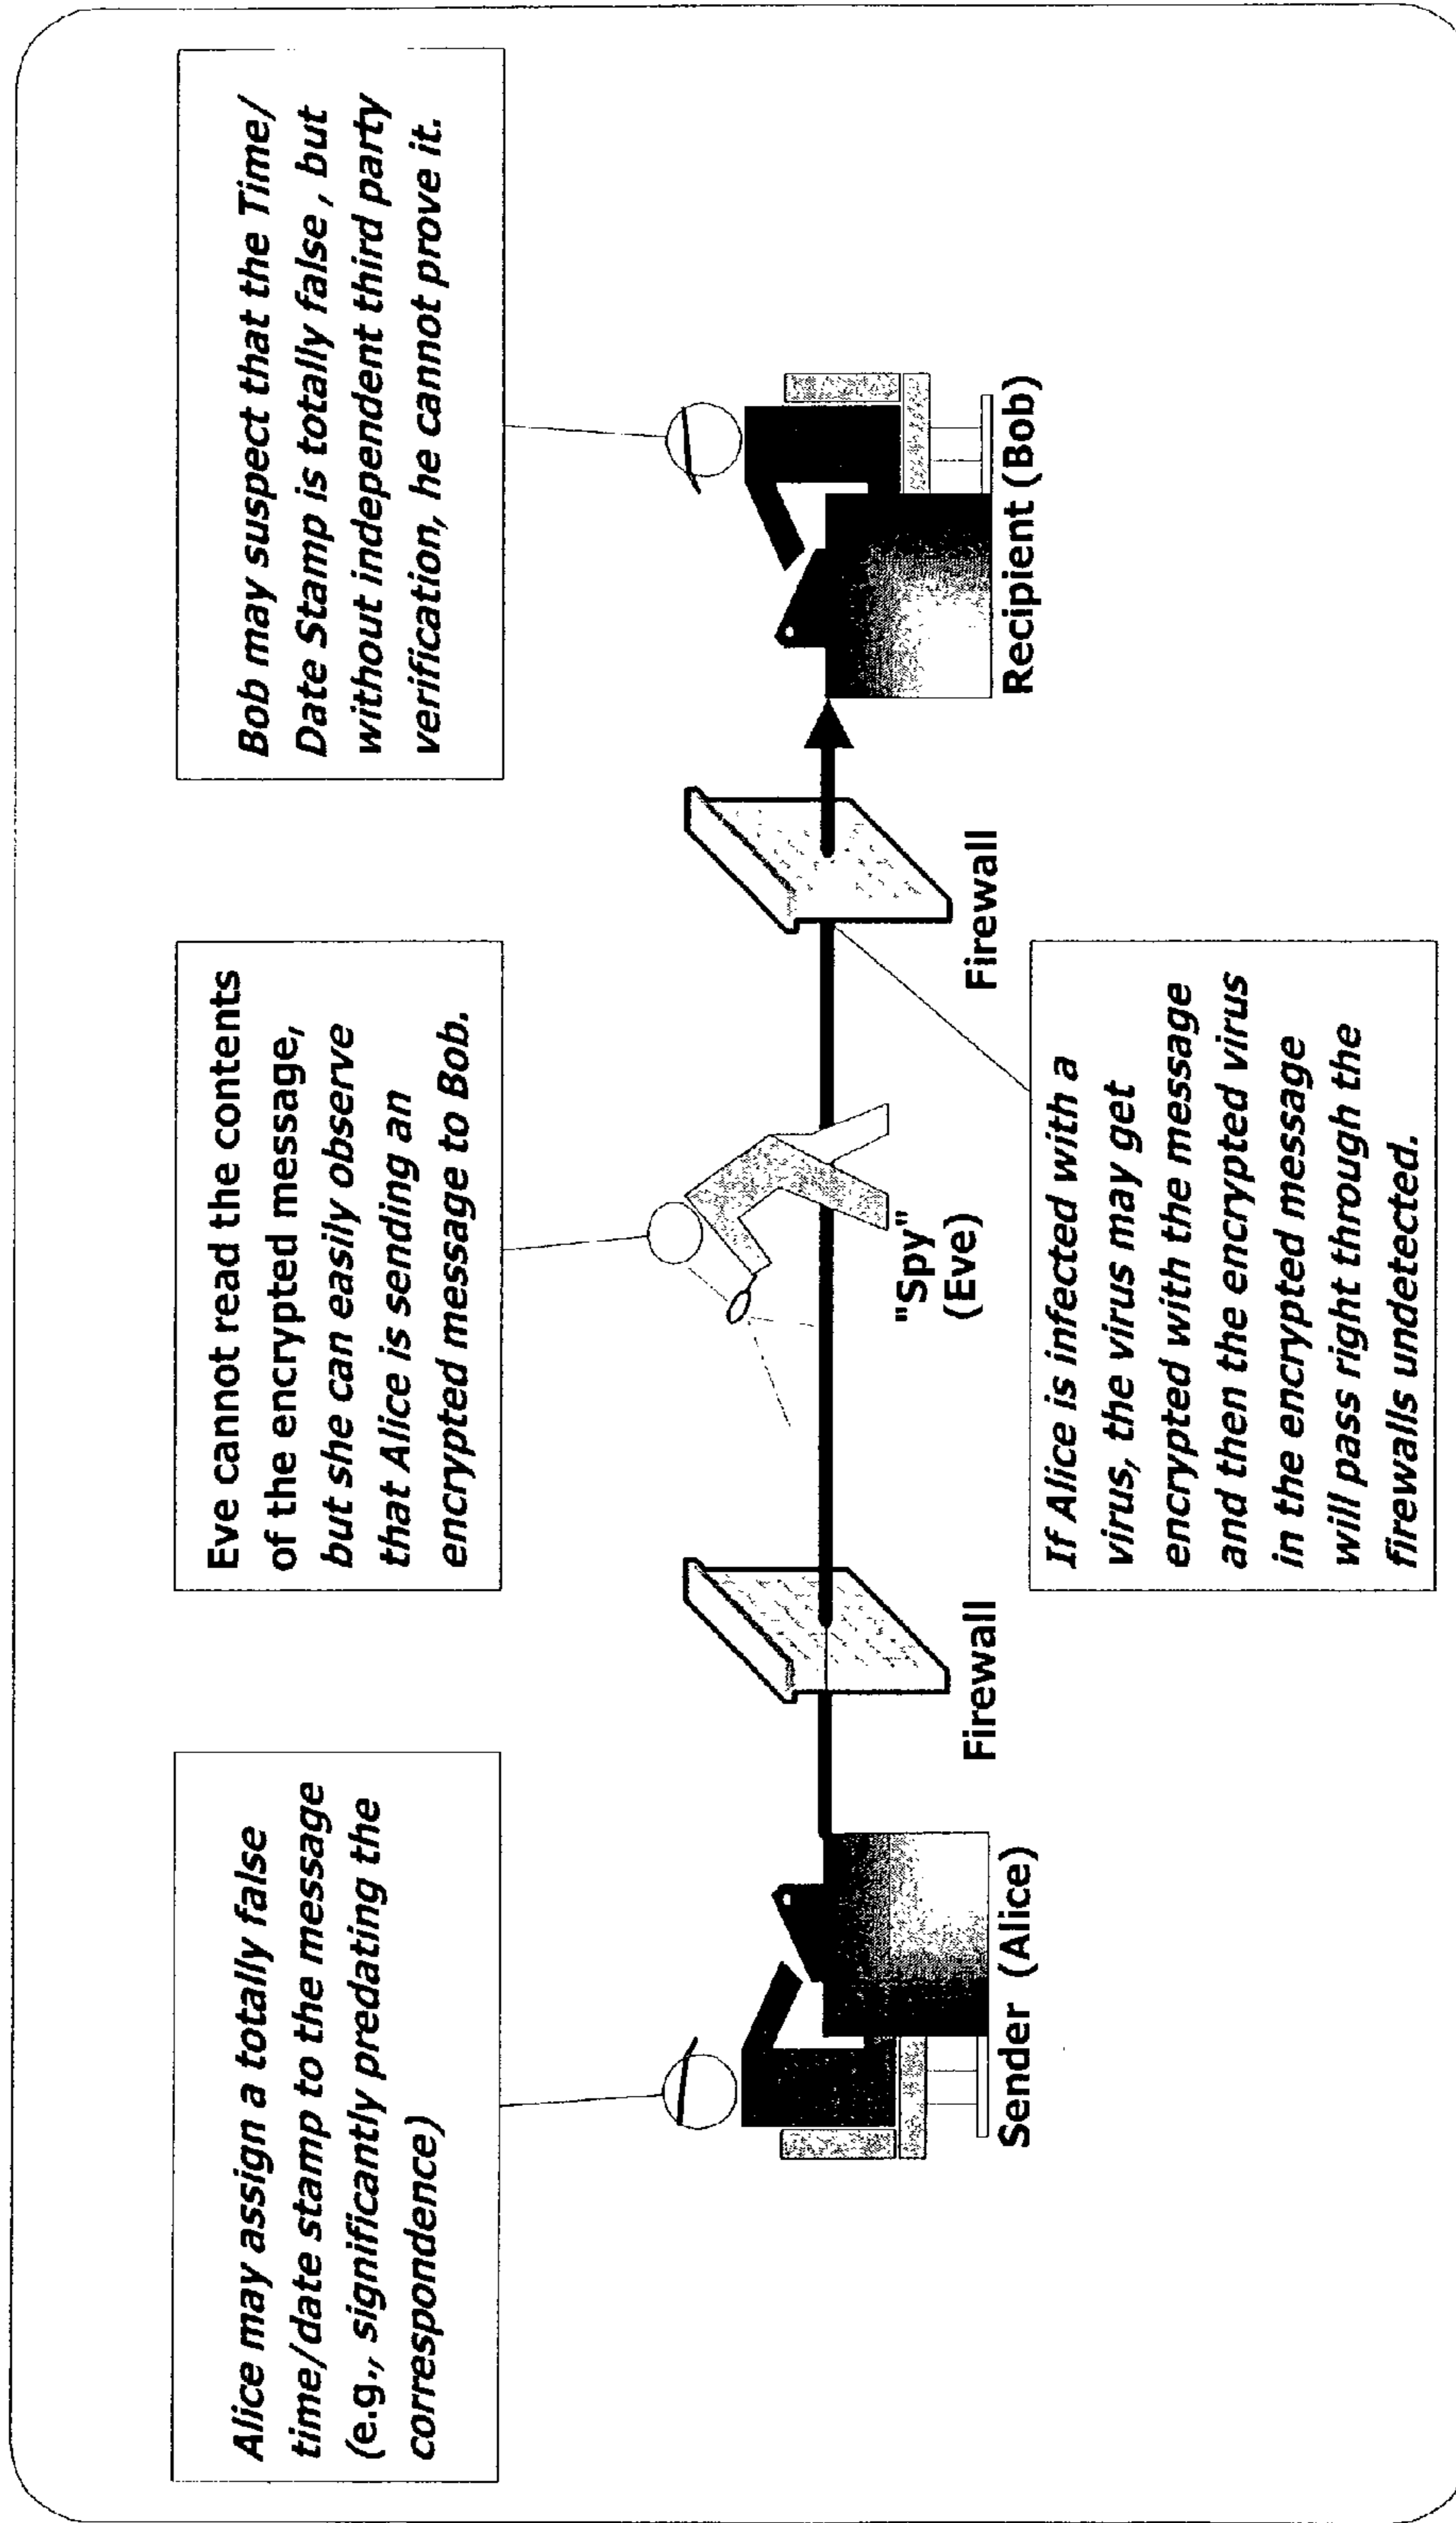 Alice may assign a totally false
time/date stamp to the message
(e.g., significantly predating the
correspondence)
Eve cannot read the contents
of the encrypted message,
but she can easily observe
that Alice is sending an
encrypted message to Bob.
Bob may suspect that the Time/
Date Stamp is totally false, but
without independent third party
verification, he cannot prove it.
Sender (Alice)
Firewall
"Spy"
(Eve)
Firewall
Recipient (Bob)
If Alice is infected with a
virus, the virus may get
encrypted with the message
and then the encrypted virus
in the encrypted message
will pass right through the
firewalls undetected.